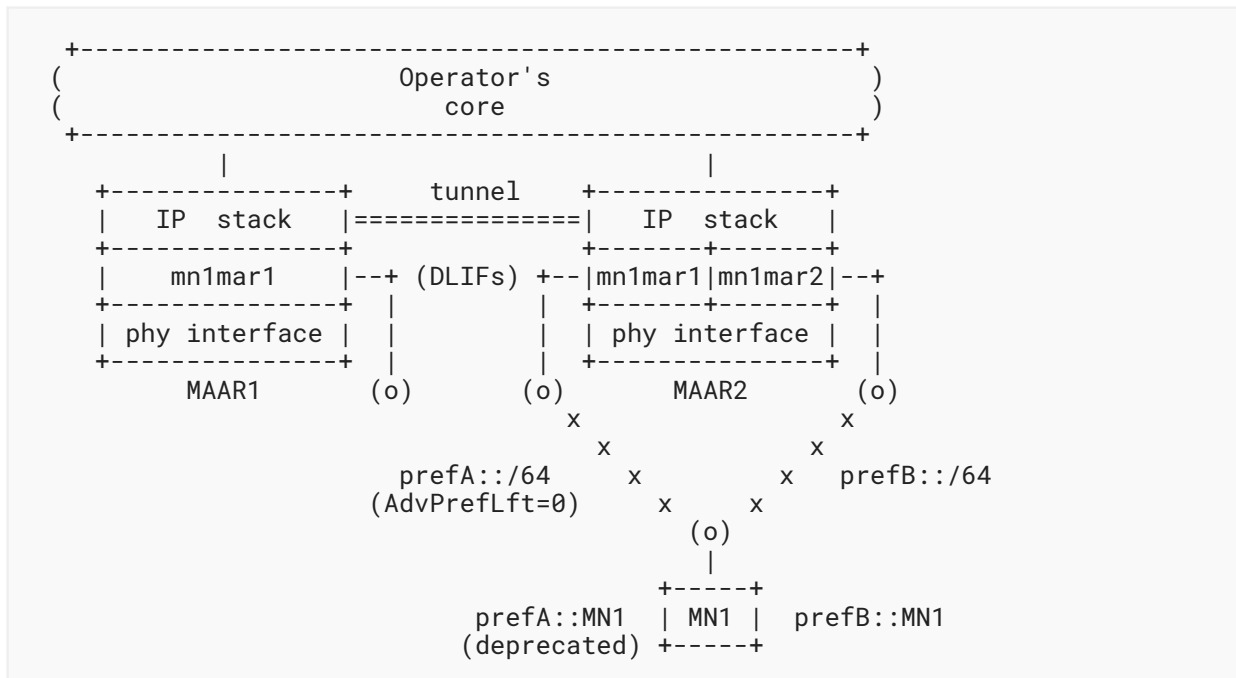 +---------------------------------------------------+
( Operator's )
( core )
+---------------------------------------------------+
| |
+---------------+ tunnel +---------------+
| IP stack |===============| IP stack |
+---------------+ +-------+-------+
| mn1mar1 |--+ (DLIFs) +--|mn1mar1|mn1mar2|--+
+---------------+ | | +-------+-------+ |
| phy interface | | | | phy interface | |
+---------------+ | | +---------------+ |
MAAR1 (o) (o) MAAR2 (o)
x x
x x
prefA::/64 x x prefB::/64
(AdvPrefLft=0) x x
(o)
|
+-----+
prefA::MN1 | MN1 | prefB::MN1
(deprecated) +-----+